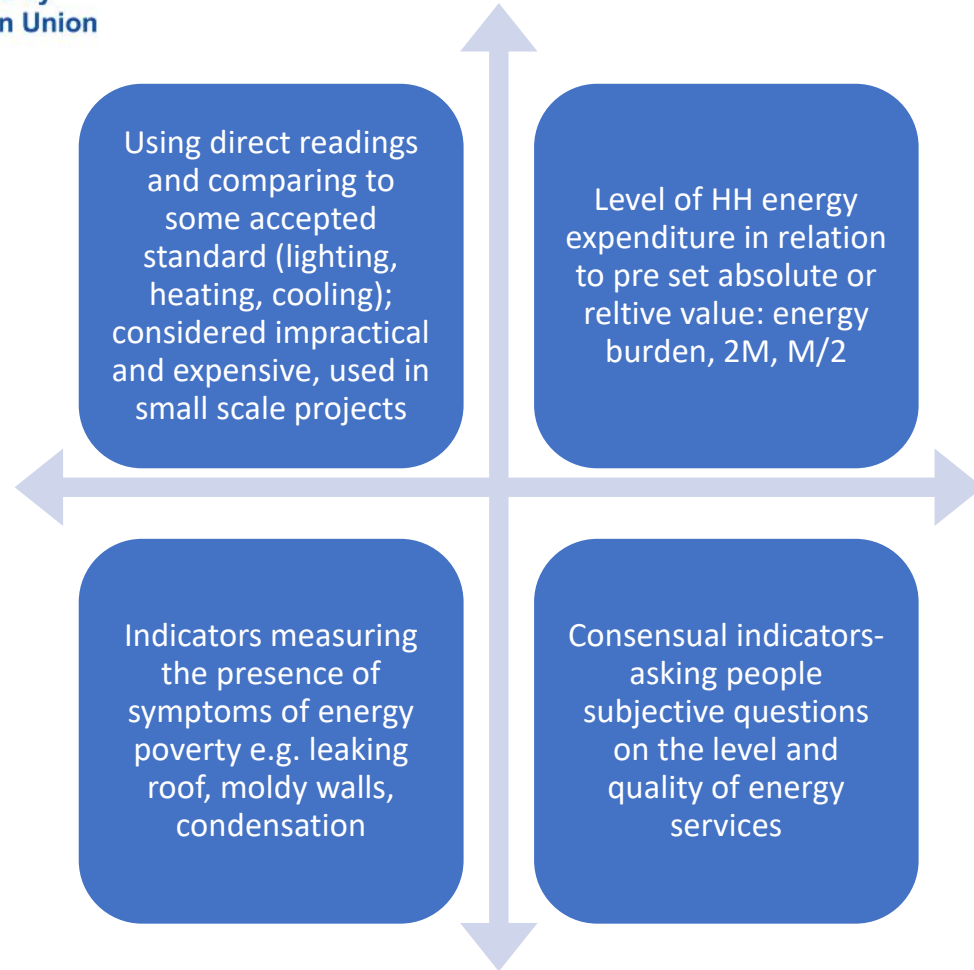 n Union
Using direct readings
and comparing to
some accepted
standard (lighting,
heating, cooling);
considered impractical
and expensive, used in
small scale projects
Level of HH energy
expenditure in relation
to pre set absolute or
reltive value: energy
burden, 2M, M/2
Indicators measuring
the presence of
symptoms of energy
poverty e.g. leaking
roof, moldy walls,
condensation
Consensual indicators-
asking people
subjective questions
on the level and
quality of energy
services